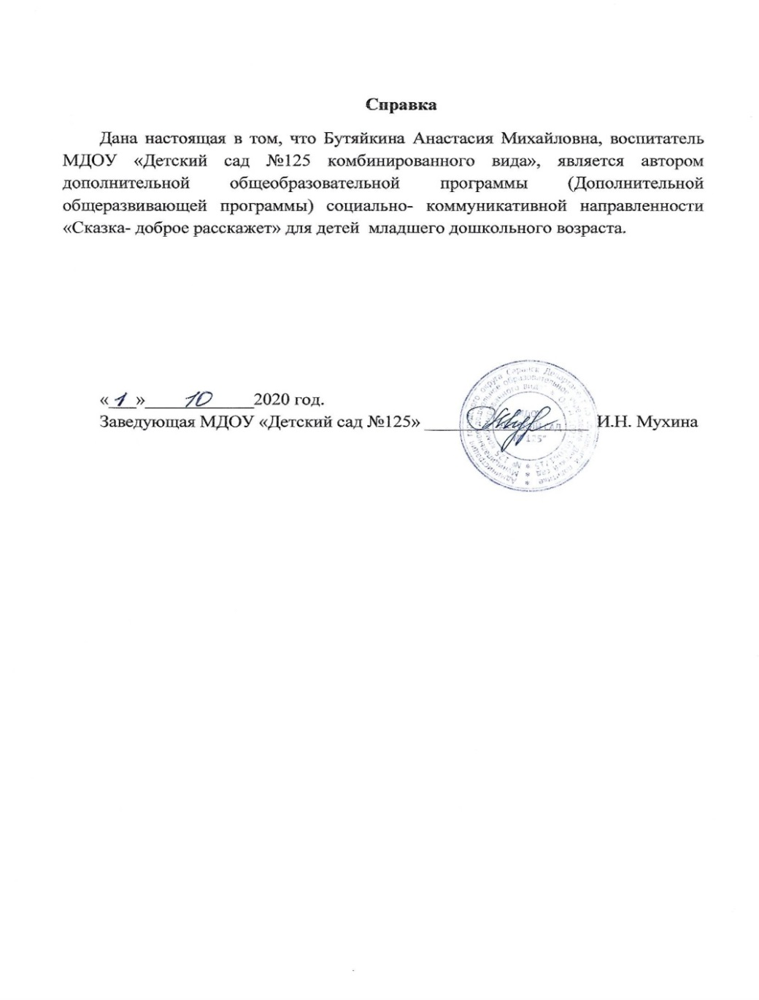 Справка
Дана настоящая в том, что Бутяйкина Анастасия Михайловна, воспитатель
МДОУ «Детский сад №125 комбинированного вида», является автором
дополнительной общеобразовательной программы (Дополнительной
общеразвивающей программы) социально- коммуникативной направленности
«Сказка- доброе расскажет» для детей младшего дошкольного возраста.
«1» 10 2020 год.
Заведующая МДОУ «Детский сад №125» И.Н. Мухина